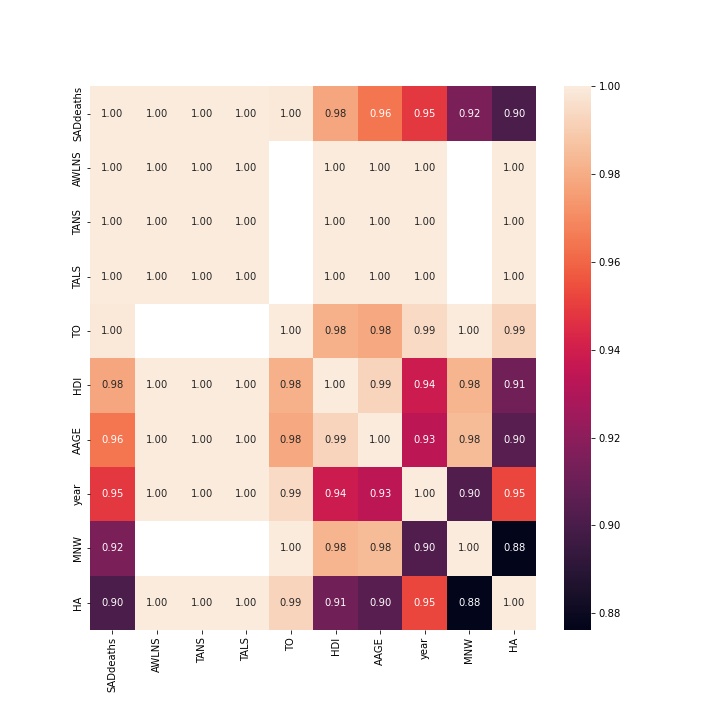 SADdeaths 1.00 1.00 1.00 1.00 1.00 0.98 0.96 0.95 0.92 0.90
AWLNS 1.00 1.00 1.00 1.00 1.00 1.00 1.00 1.00
TANS 1.00 1.00 1.00 1.00 1.00 1.00 1.00 1.00
TALS 1.00 1.00 1.00 1.00 1.00 1.00 1.00 1.00
TO 1.00 1.00 0.98 0.98 0.99 1.00 0.99
HDI 0.98 1.00 1.00 1.00 0.98 1.00 0.99 0.94 0.98 0.91
AAGE 0.96 1.00 1.00 1.00 0.98 0.99 1.00 0.93 0.98 0.90
year 0.95 1.00 1.00 1.00 0.99 0.94 0.93 1.00 0.90 0.95
MNW 0.92 1.00 0.98 0.98 0.90 1.00 0.88
HA 0.90 1.00 1.00 1.00 0.99 0.91 0.90 0.95 0.88 1.00
SADdeaths AWLNS TANS TALS TO HDI AAGE year MNW HA
1.00
0.98
0.96
0.94
0.92
0.90
0.88